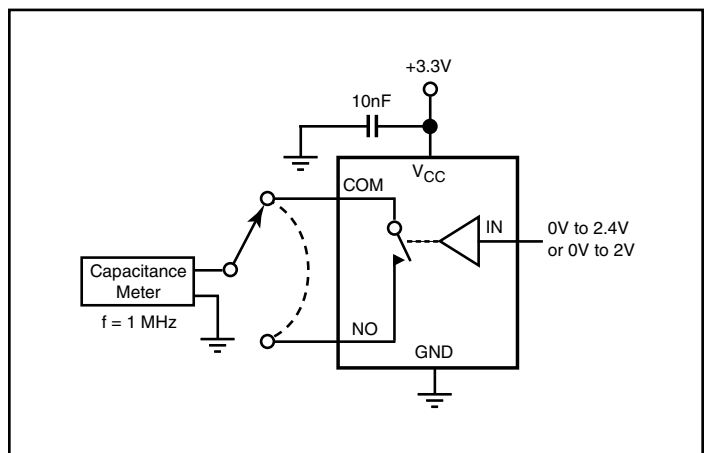 +3.3V
10nF
VCC
COM
IN
0V to 2.4V
or 0V to 2V
Capacitance
Meter
f = 1 MHz
NO
GND